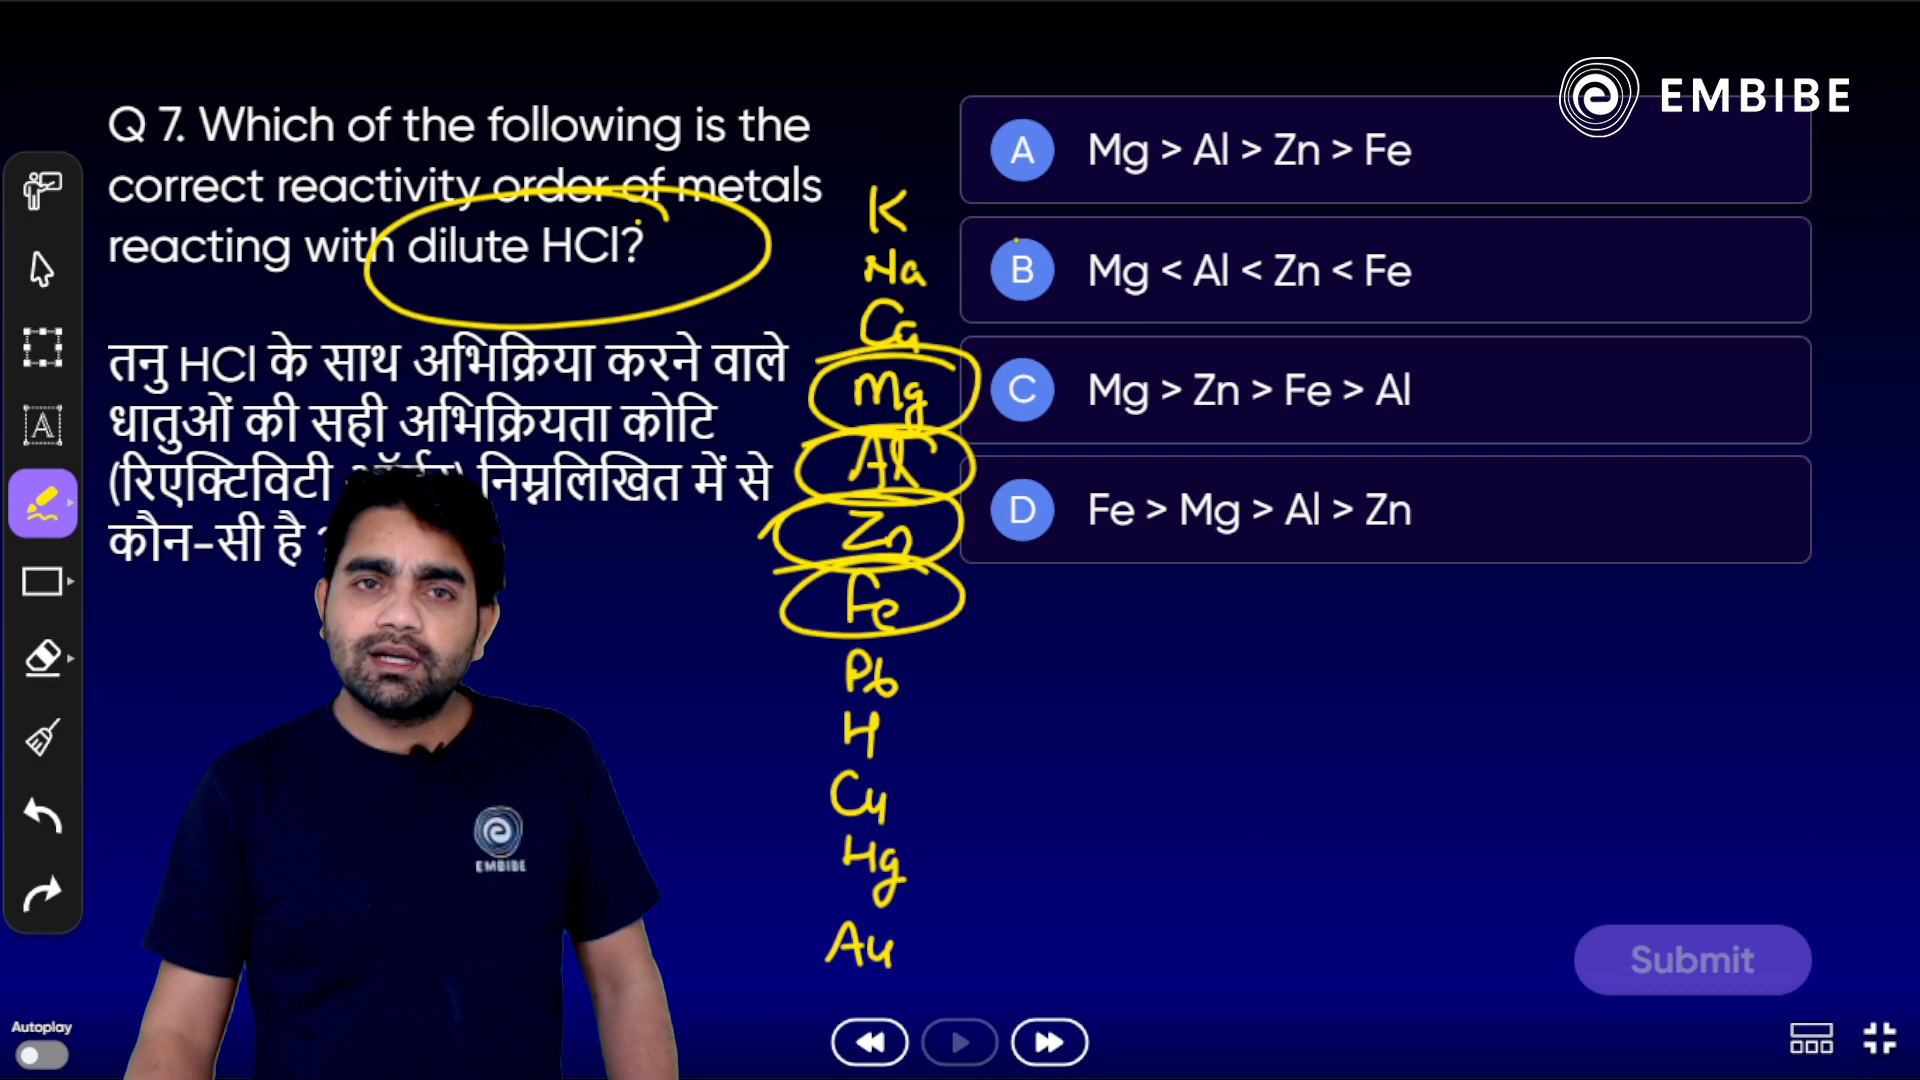 EMBIBE
Q 7. Which of the following is the
correct reactivity order of metals
reacting with dilute HCl?
तनु HCl के साथ अभिक्रिया करने वाले
धातुओं की सही अभिक्रियता कोटि
(रिएक्टिविटी निम्नलिखित में से
कौन-सी है
K
Na
Ca
Mg
Al
Zn
Fe
Pb
H
Cu
Hg
Au
A Mg > Al > Zn > Fe
B Mg < Al < Zn < Fe
C Mg > Zn > Fe > Al
D Fe > Mg > Al > Zn
A
EMBIBE
Submit
Autoplay